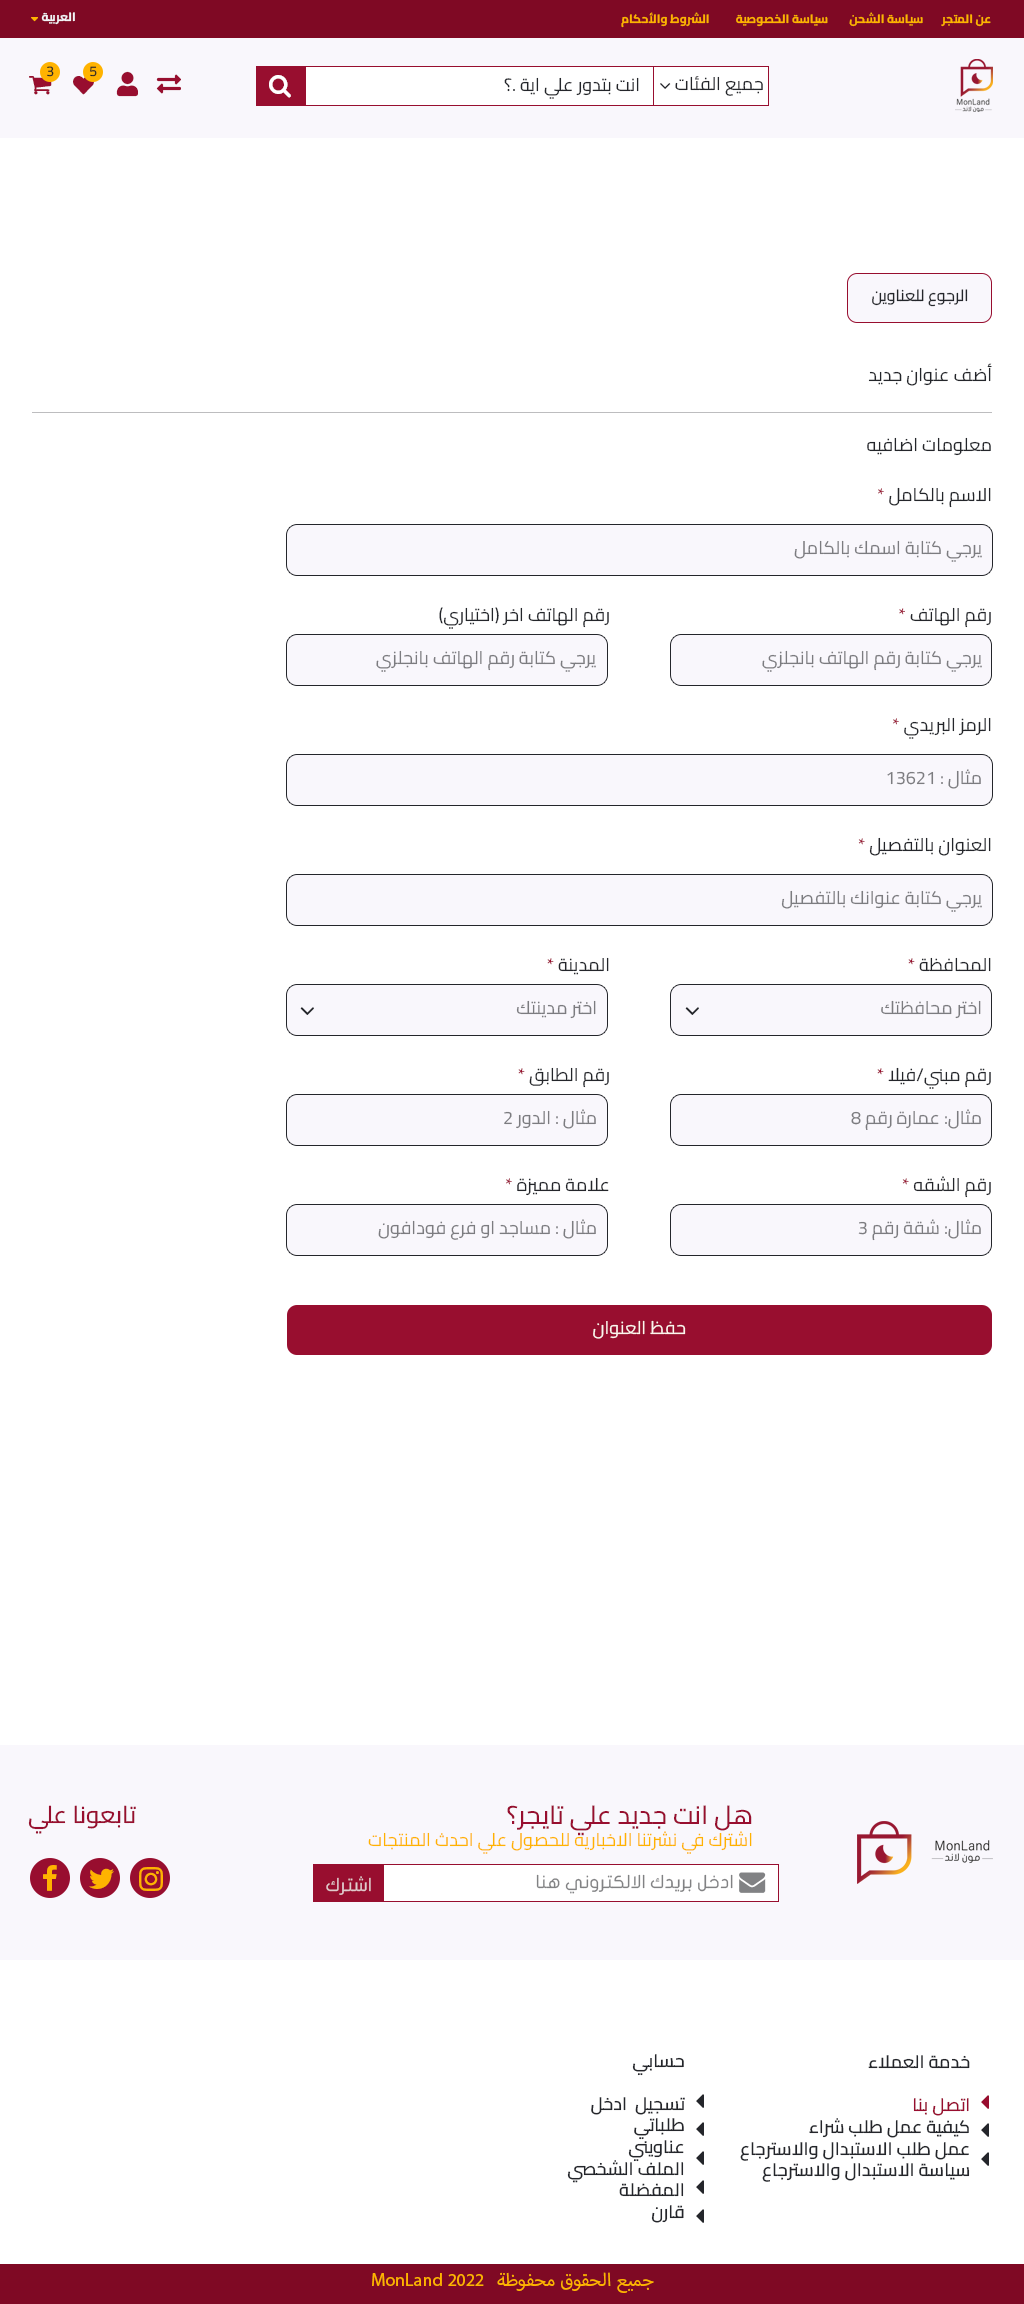 عن المتجر
سياسة الشحن
سياسة الخصوصية
الشروط والأحكام
العربية
MonLand
مون لاند
جميع الفئات
انت بتدور علي اية .؟
5
3
الرجوع للعناوين
أضف عنوان جديد
معلومات اضافيه
الاسم بالكامل *
يرجي كتابة اسمك بالكامل
رقم الهاتف *
رقم الهاتف اخر (اختياري)
يرجي كتابة رقم الهاتف بانجلزي
يرجي كتابة رقم الهاتف بانجلزي
الرمز البريدي *
مثال : 13621
العنوان بالتفصيل *
يرجي كتابة عنوانك بالتفصيل
المحافظة *
المدينة *
اختر محافظتك
اختر مدينتك
رقم مبني/فيلا *
رقم الطابق *
مثال: عمارة رقم 8
مثال : الدور 2
رقم الشقه *
علامة مميزة *
مثال: شقة رقم 3
مثال : مساجد او فرع فودافون
حفظ العنوان
MonLand
مون لاند
هل انت جديد علي تايجر؟
اشترك في نشرتنا الاخبارية للحصول علي احدث المنتجات
ادخل بريدك الالكتروني هنا
اشترك
تابعونا علي
خدمة العملاء
اتصل بنا
كيفية عمل طلب شراء
عمل طلب الاستبدال والاسترجاع
سياسة الاستبدال والاسترجاع
حسابي
تسجيل ادخل
طلباتي
عناويني
الملف الشخصي
المفضلة
قارن
جميع الحقوق محفوظة MonLand 2022